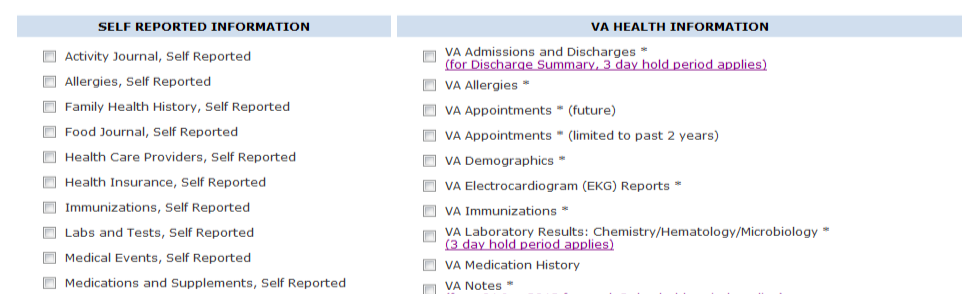 SELF REPORTED INFORMATION
Activity Journal, Self Reported
Allergies, Self Reported
Family Health History, Self Reported
Food Journal, Self Reported
Health Care Providers, Self Reported
Health Insurance, Self Reported
Immunizations, Self Reported
Labs and Tests, Self Reported
Medical Events, Self Reported
Medications and Supplements, Self Reported
VA HEALTH INFORMATION
VA Admissions and Discharges *
(for Discharge Summary, 3 day hold period applies)
VA Allergies *
VA Appointments * (future)
VA Appointments * (limited to past 2 years)
VA Demographics *
VA Electrocardiogram (EKG) Reports *
VA Immunizations *
VA Laboratory Results: Chemistry/Hematology/Microbiology *
(3 day hold period applies)
VA Medication History
VA Notes *